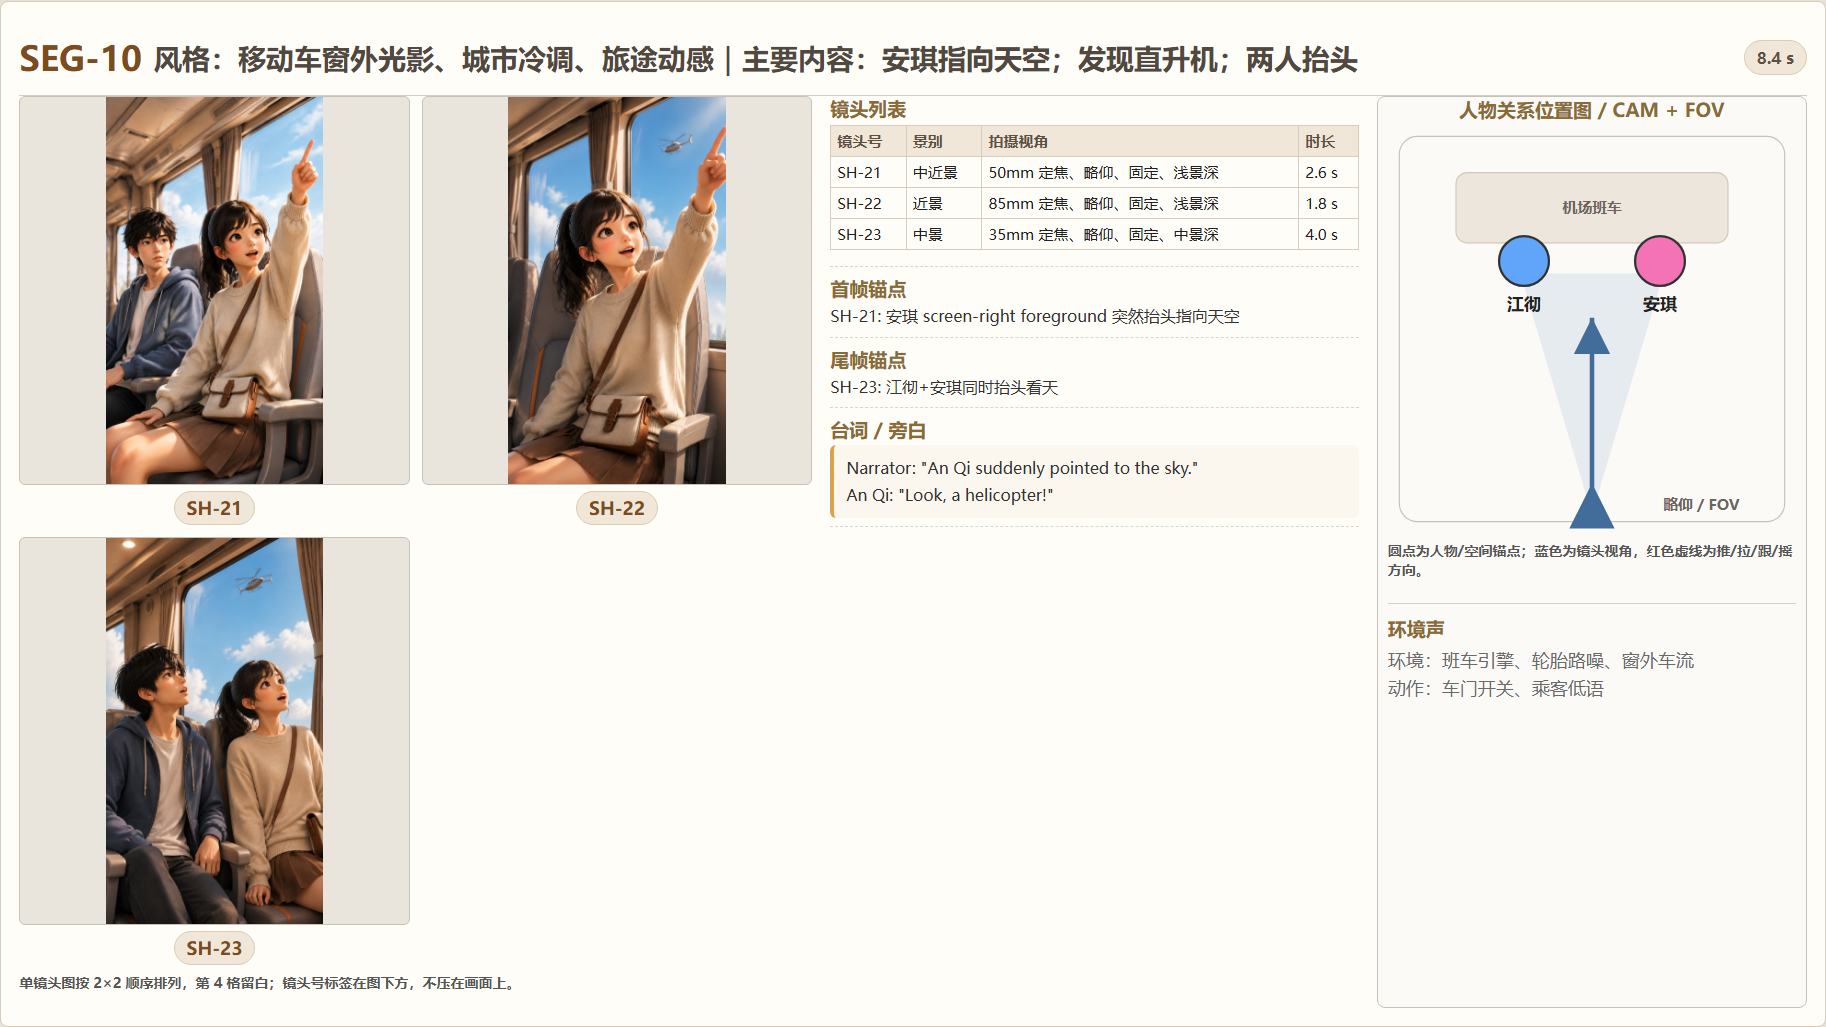 SEG-10 风格：移动车窗外光影、城市冷调、旅途动感 | 主要内容：安琪指向天空；发现直升机；两人抬头
8.4 s
SH-21
SH-22
SH-23
单镜头图按 2×2 顺序排列，第 4 格留白；镜头号标签在图下方，不压在画面上。
镜头列表
镜头号 景别 拍摄视角 时长
SH-21 中近景 50mm 定焦、略仰、固定、浅景深 2.6 s
SH-22 近景 85mm 定焦、略仰、固定、浅景深 1.8 s
SH-23 中景 35mm 定焦、略仰、固定、中景深 4.0 s
首帧锚点
SH-21: 安琪 screen-right foreground 突然抬头指向天空
尾帧锚点
SH-23: 江彻+安琪同时抬头看天
台词 / 旁白
Narrator: "An Qi suddenly pointed to the sky."
An Qi: "Look, a helicopter!"
人物关系位置图 / CAM + FOV
机场班车
江彻
安琪
略仰 / FOV
圆点为人物/空间锚点；蓝色为镜头视角，红色虚线为推/拉/跟/摇
方向。
环境声
环境：班车引擎、轮胎路噪、窗外车流
动作：车门开关、乘客低语